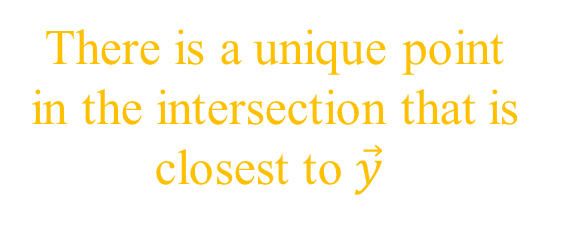 There is a unique point
in the intersection that is
closest to y⃗